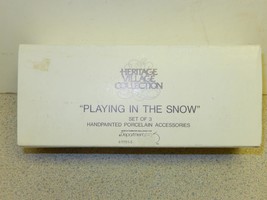 HERITAGE
VILLAGE
COLLECTION
"PLAYING IN THE SNOW"
SET OF 3
HANDPAINTED PORCELAIN ACCESSORIES